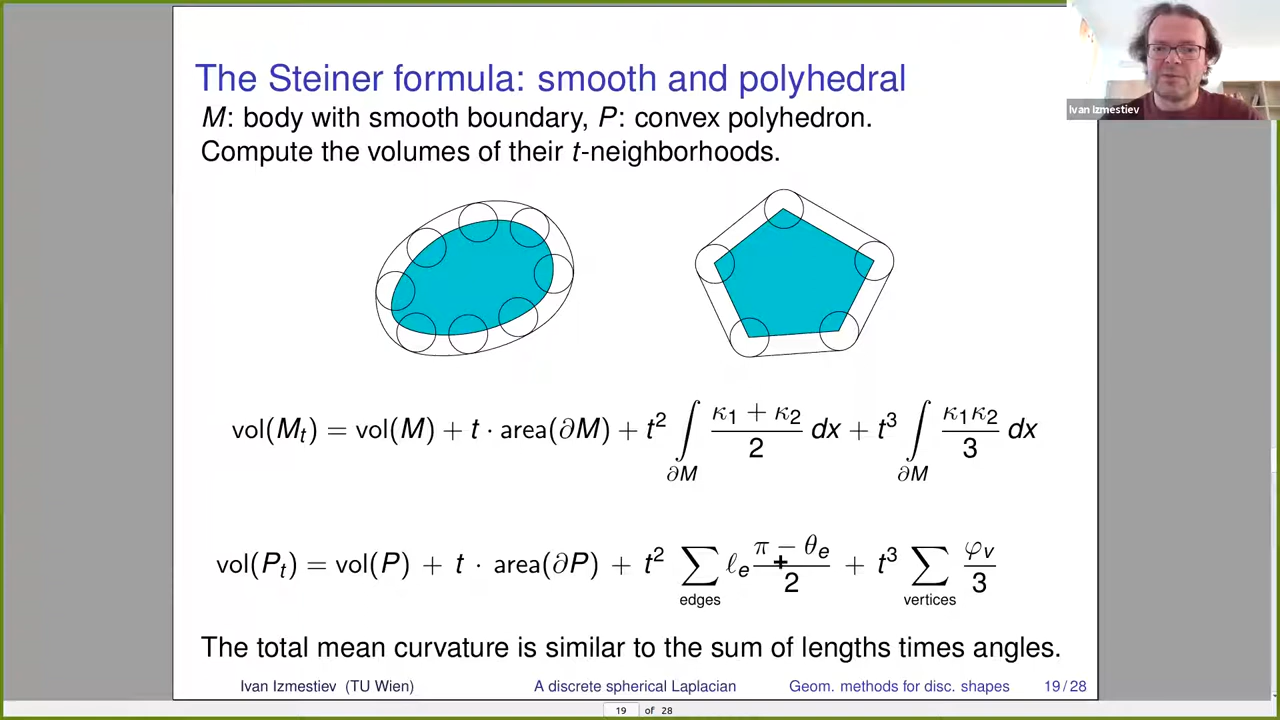 The Steiner formula: smooth and polyhedral
Ivan Izmestiev
M: body with smooth boundary, P: convex polyhedron.
Compute the volumes of their t-neighborhoods.
vol(M_t) = vol(M) + t · area(∂M) + t² ∫_{∂M} (κ₁ + κ₂)/2 dx + t³ ∫_{∂M} κ₁κ₂/3 dx
vol(P_t) = vol(P) + t · area(∂P) + t² ∑_{edges} ℓ_e (π − θ_e)/2 + t³ ∑_{vertices} φ_v/3
The total mean curvature is similar to the sum of lengths times angles.
Ivan Izmestiev (TU Wien) A discrete spherical Laplacian Geom. methods for disc. shapes 19 / 28
19 of 28